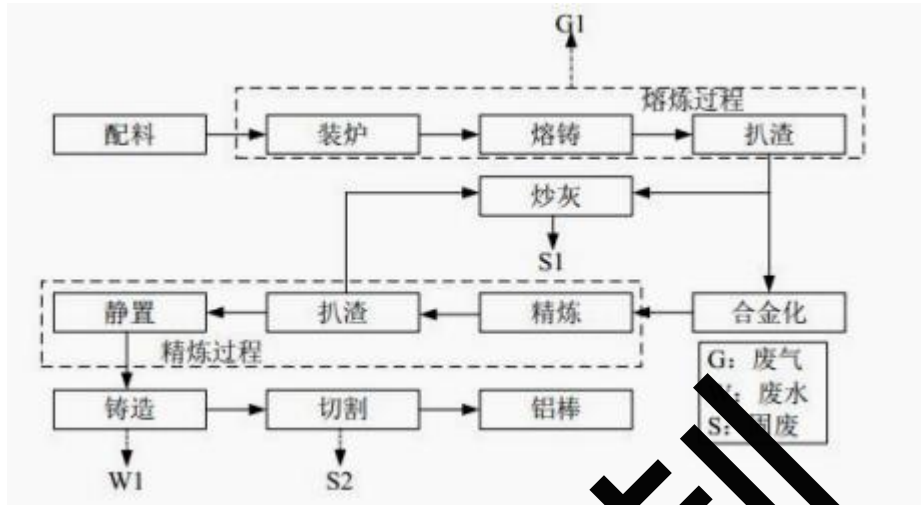 G1
熔炼过程
配料
装炉
熔铸
扒渣
炒灰
S1
静置
扒渣
精炼
合金化
精炼过程
G：废气
：废水
S：固废
铸造
切割
铝棒
W1
S2